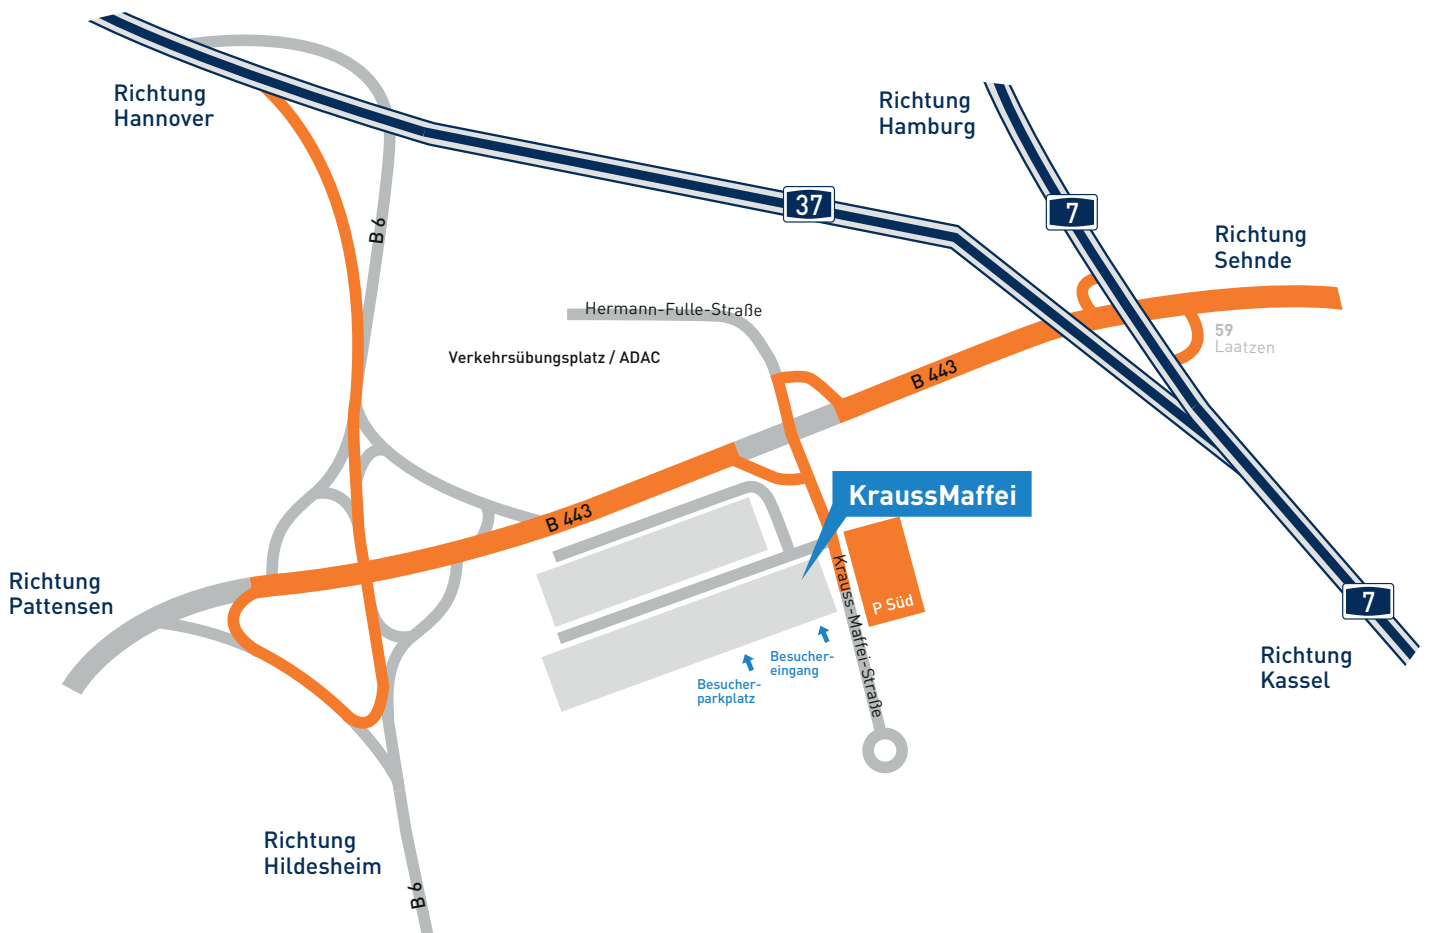 Richtung
Hannover
Richtung
Hamburg
37
7
B 6
Richtung
Sehnde
Hermann-Fulle-Straße
59
Laatzen
Verkehrsübungsplatz / ADAC
B 443
KraussMaffei
B 443
Richtung
Pattensen
P Süd
7
Krauss-Maffei-Straße
Besucher-
eingang
Besucher-
parkplatz
Richtung
Kassel
Richtung
Hildesheim
B 6